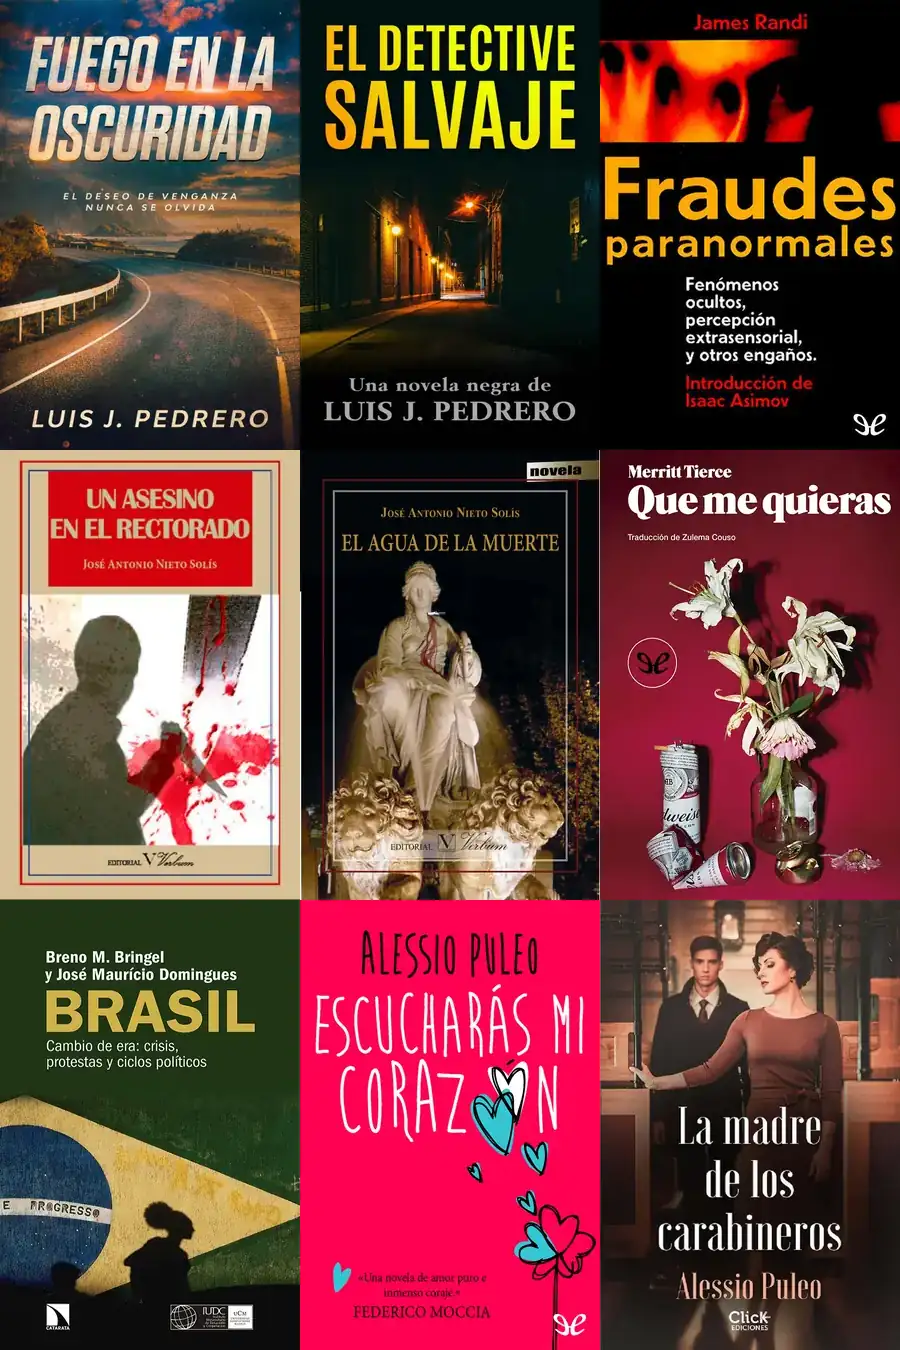 FUEGO EN LA
OSCURIDAD
EL DESEO DE VENGANZA
NUNCA SE OLVIDA
LUIS J. PEDRERO
EL DETECTIVE
SALVAJE
Una novela negra de
LUIS J. PEDRERO
James Randi
Fraudes
paranormales
Fenómenos
ocultos,
percepción
extrasensorial,
y otros engaños.
Introducción de
Isaac Asimov
UN ASESINO
EN EL RECTORADO
JOSÉ ANTONIO NIETO SOLÍS
EDITORIAL V Verbum
novela
JOSÉ ANTONIO NIETO SOLÍS
EL AGUA DE LA MUERTE
EDITORIAL V Verbum
Merritt Tierce
Que me quieras
Traducción de Zulema Couso
Breno M. Bringel
y José Maurício Domingues
BRASIL
Cambio de era: crisis,
protestas y ciclos políticos
E PROGRESSO
CATARATA
IUDC
UCM
ALESSIO PULEO
ESCUCHARÁS MI
CORAZÓN
«Una novela de amor puro e
inmenso coraje.»
FEDERICO MOCCIA
La madre
de los
carabineros
Alessio Puleo
Click
EDICIONES